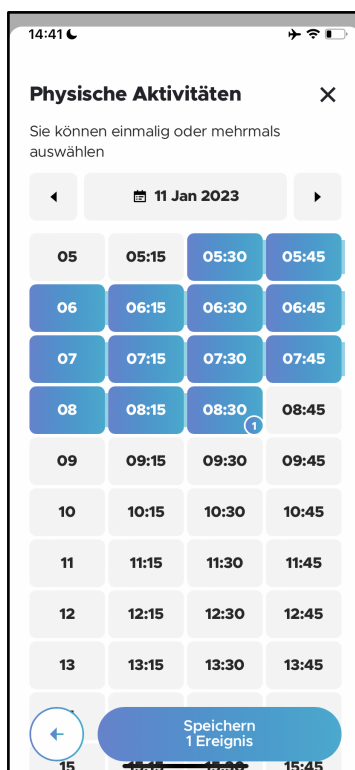 14:41
Physische Aktivitäten
Sie können einmalig oder mehrmals
auswählen
11 Jan 2023
05 05:15 05:30 05:45
06 06:15 06:30 06:45
07 07:15 07:30 07:45
08 08:15 08:30 08:45
1
09 09:15 09:30 09:45
10 10:15 10:30 10:45
11 11:15 11:30 11:45
12 12:15 12:30 12:45
13 13:15 13:30 13:45
Speichern
1 Ereignis
15 15:15 15:30 15:45